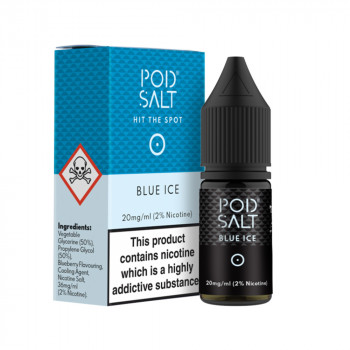 POD
SALT
HIT THE SPOT
BLUE ICE
20mg/ml (2% Nicotine)
This product
contains nicotine
which is a highly
addictive substance
Ingredients:
Vegetable
Glycerine (50%),
Propylene Glycol
(50%),
Blueberry Flavouring,
Cooling Agent,
Nicotine Salt,
36mg/ml
(2% Nicotine).
POD
SALT
BLUE ICE
20mg/ml (2% Nicotine)